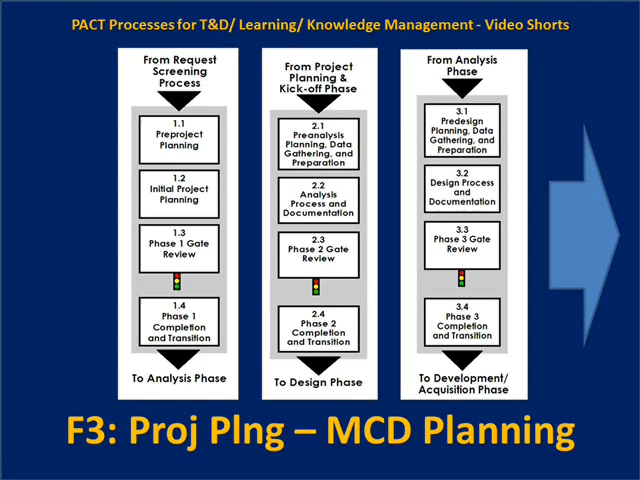 PACT Processes for T&D/ Learning/ Knowledge Management - Video Shorts
From Request
Screening
Process
1.1
Preproject
Planning
1.2
Initial Project
Planning
1.3
Phase 1 Gate
Review
1.4
Phase 1
Completion
and Transition
To Analysis Phase
From Project
Planning &
Kick-off Phase
2.1
Preanalysis
Planning, Data
Gathering, and
Preparation
2.2
Analysis
Process and
Documentation
2.3
Phase 2 Gate
Review
2.4
Phase 2
Completion
and Transition
To Design Phase
From Analysis
Phase
3.1
Predesign
Planning, Data
Gathering, and
Preparation
3.2
Design Process
and
Documentation
3.3
Phase 3 Gate
Review
3.4
Phase 3
Completion
and Transition
To Development/
Acquisition Phase
F3: Proj Plng – MCD Planning